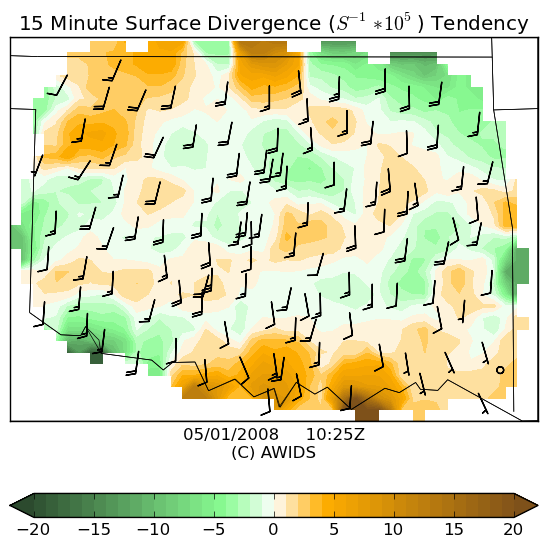 15 Minute Surface Divergence (S⁻¹ * 10⁵ ) Tendency
05/01/2008 10:25Z
(C) AWIDS
−20 −15 −10 −5 0 5 10 15 20